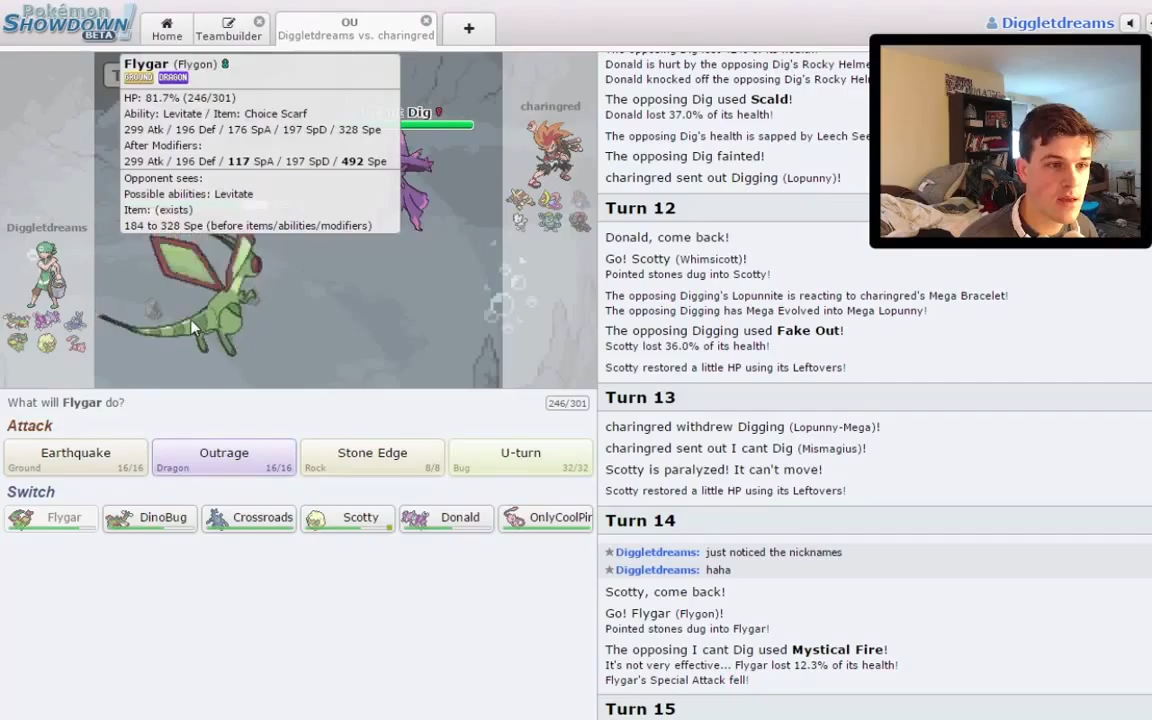 Pokémon
SHOWDOWN!
BETA
Home
Teambuilder
OU
Diggletdreams vs. charingred
+
Diggletdreams
Flygar (Flygon)
GROUND DRAGON
HP: 81.7% (246/301)
Ability: Levitate / Item: Choice Scarf
299 Atk / 196 Def / 176 SpA / 197 SpD / 328 Spe
After Modifiers:
299 Atk / 196 Def / 117 SpA / 197 SpD / 492 Spe
Opponent sees:
Possible abilities: Levitate
Item: (exists)
184 to 328 Spe (before items/abilities/modifiers)
T
Dig
charingred
Diggletdreams
What will Flygar do?
246/301
Attack
Earthquake
Ground 16/16
Outrage
Dragon 16/16
Stone Edge
Rock 8/8
U-turn
Bug 32/32
Switch
Flygar
DinoBug
Crossroads
Scotty
Donald
OnlyCoolPin
Donald is hurt by the opposing Dig's Rocky Helme
Donald knocked off the opposing Dig's Rocky Helm
The opposing Dig used Scald!
Donald lost 37.0% of its health!
The opposing Dig's health is sapped by Leech See
The opposing Dig fainted!
charingred sent out Digging (Lopunny)!
Turn 12
Donald, come back!
Go! Scotty (Whimsicott)!
Pointed stones dug into Scotty!
The opposing Digging's Lopunnite is reacting to charingred's Mega Bracelet!
The opposing Digging has Mega Evolved into Mega Lopunny!
The opposing Digging used Fake Out!
Scotty lost 36.0% of its health!
Scotty restored a little HP using its Leftovers!
Turn 13
charingred withdrew Digging (Lopunny-Mega)!
charingred sent out I cant Dig (Mismagius)!
Scotty is paralyzed! It can't move!
Scotty restored a little HP using its Leftovers!
Turn 14
★Diggletdreams: just noticed the nicknames
★Diggletdreams: haha
Scotty, come back!
Go! Flygar (Flygon)!
Pointed stones dug into Flygar!
The opposing I cant Dig used Mystical Fire!
It's not very effective... Flygar lost 12.3% of its health!
Flygar's Special Attack fell!
Turn 15